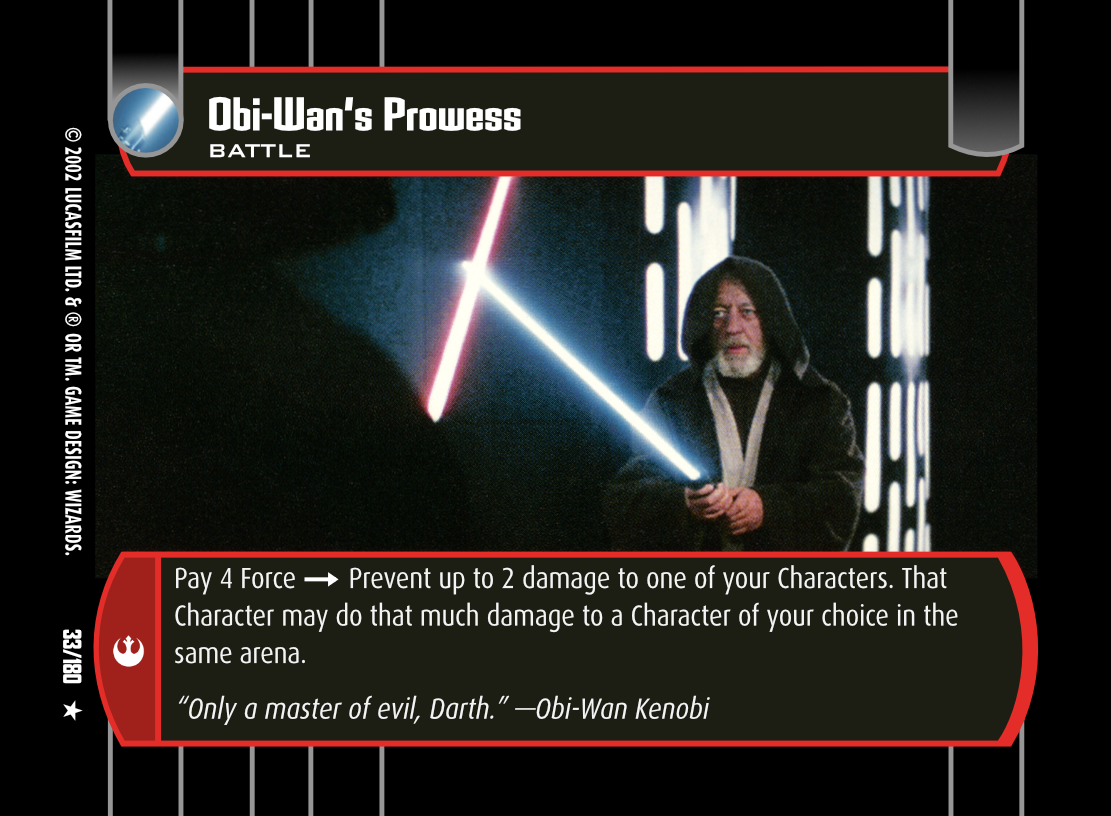 Obi-Wan's Prowess
BATTLE
Pay 4 Force → Prevent up to 2 damage to one of your Characters. That
Character may do that much damage to a Character of your choice in the
same arena.
“Only a master of evil, Darth.” —Obi-Wan Kenobi
© 2002 LUCASFILM LTD. & ® OR TM. GAME DESIGN: WIZARDS.
33/180 ★